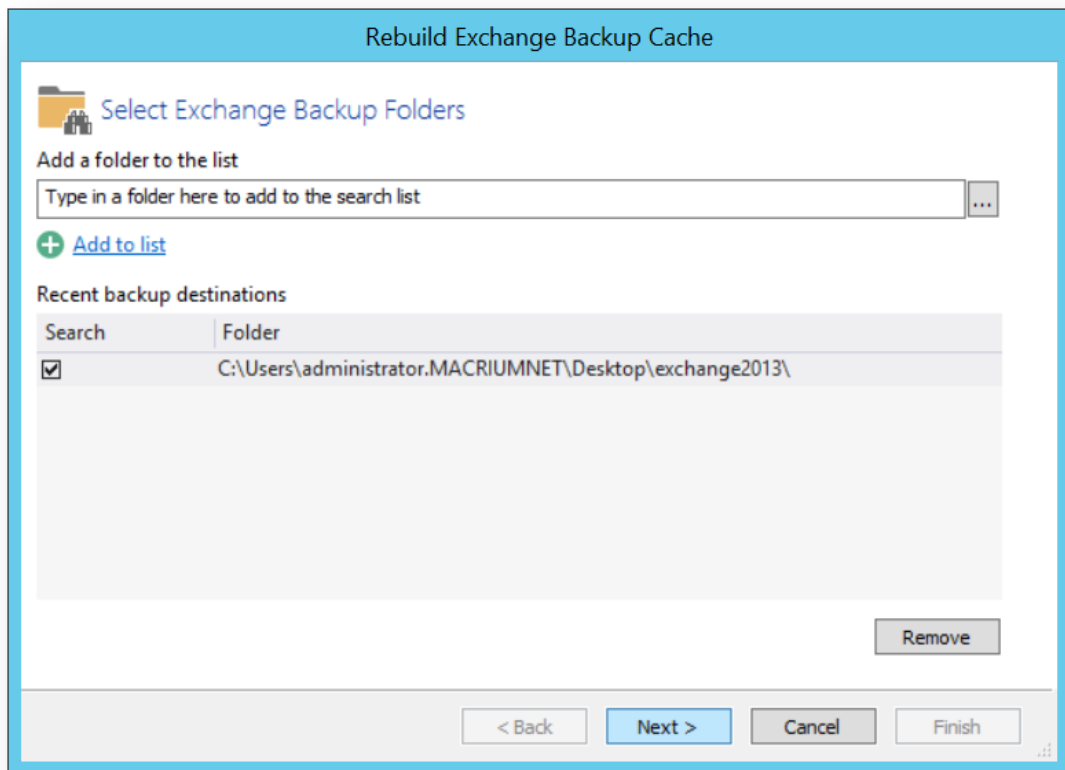 Rebuild Exchange Backup Cache
Select Exchange Backup Folders
Add a folder to the list
Type in a folder here to add to the search list
...
Add to list
Recent backup destinations
Search Folder
C:\Users\administrator.MACRIUMNET\Desktop\exchange2013\
Remove
< Back Next > Cancel Finish